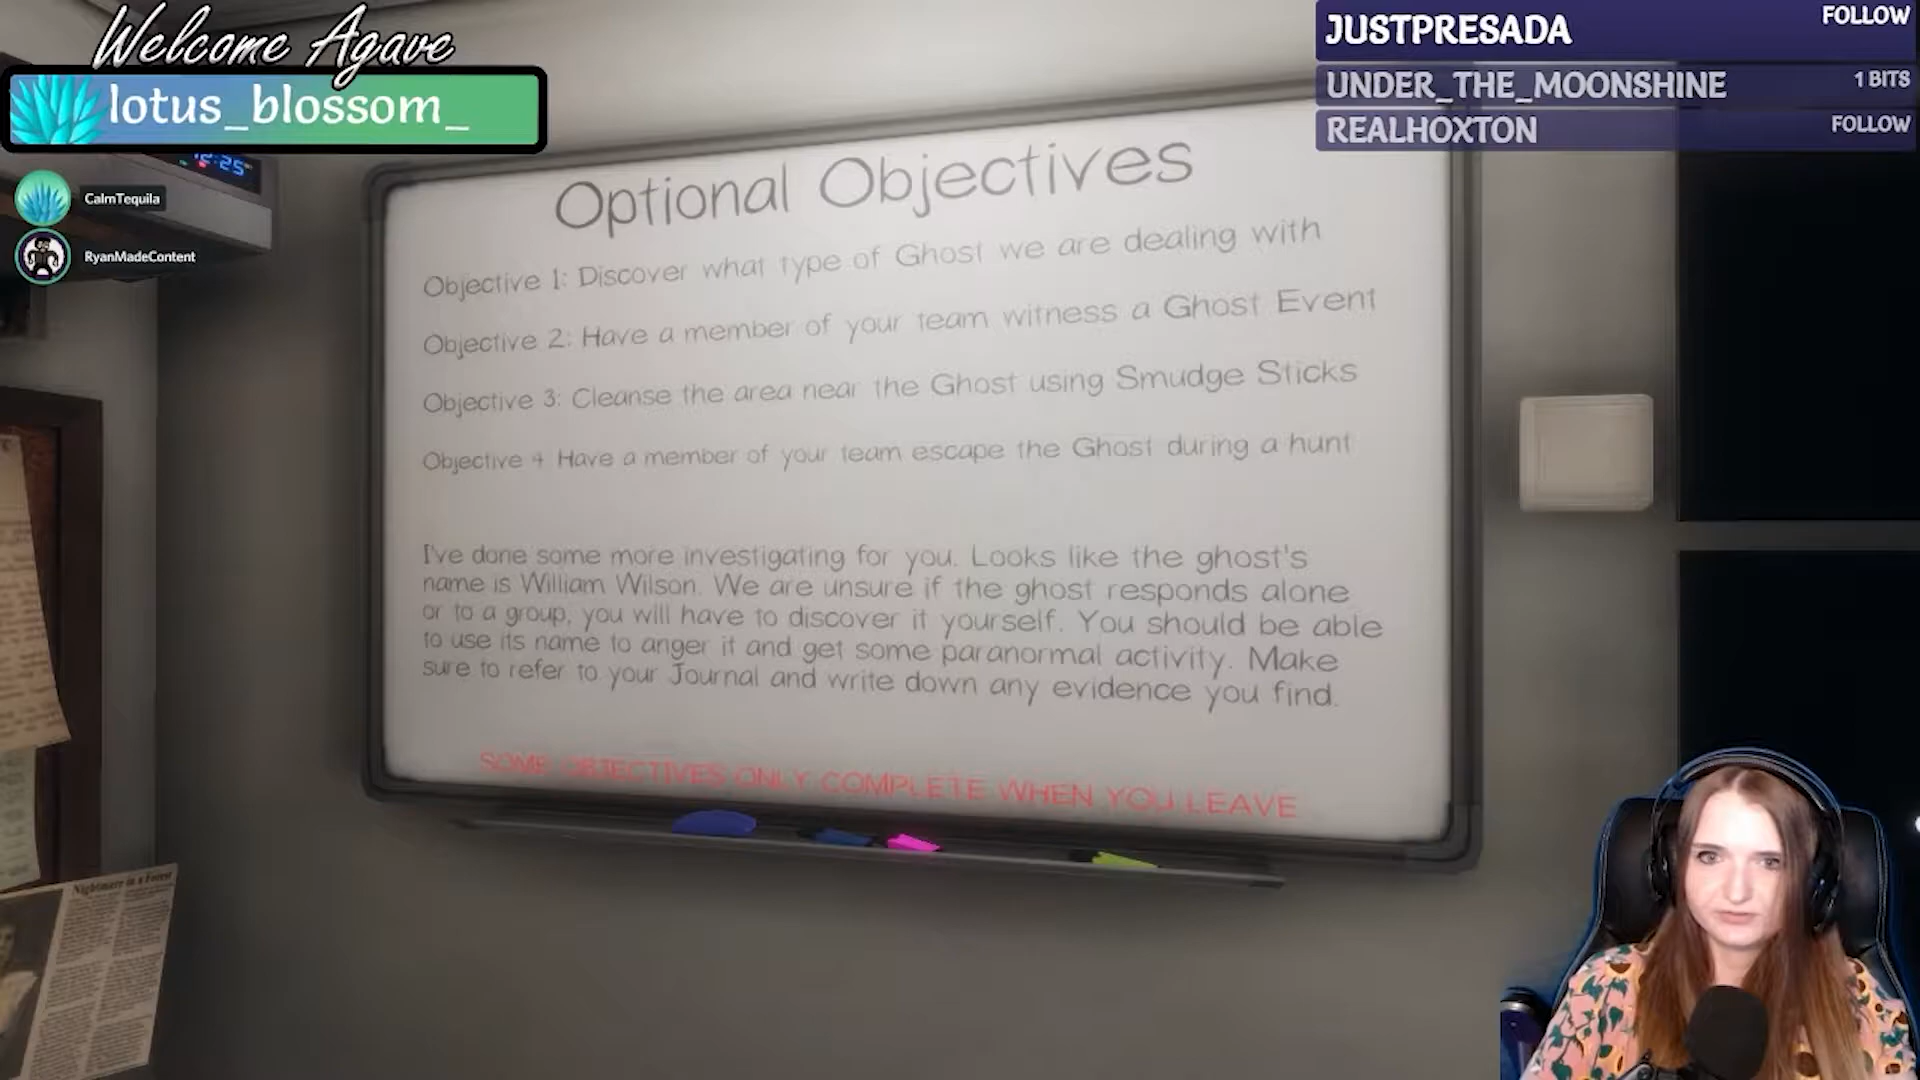 Welcome Agave
lotus_blossom_
JUSTPRESADA FOLLOW
UNDER_THE_MOONSHINE 1 BITS
REALHOXTON FOLLOW
12:25
CalmTequila
RyanMadeContent
Optional Objectives
Objective 1: Discover what type of Ghost we are dealing with
Objective 2: Have a member of your team witness a Ghost Event
Objective 3: Cleanse the area near the Ghost using Smudge Sticks
Objective 4 Have a member of your team escape the Ghost during a hunt
I've done some more investigating for you. Looks like the ghost's
name is William Wilson. We are unsure if the ghost responds alone
or to a group, you will have to discover it yourself. You should be able
to use its name to anger it and get some paranormal activity. Make
sure to refer to your Journal and write down any evidence you find.
SOME OBJECTIVES ONLY COMPLETE WHEN YOU LEAVE
Nightmare in a Forest